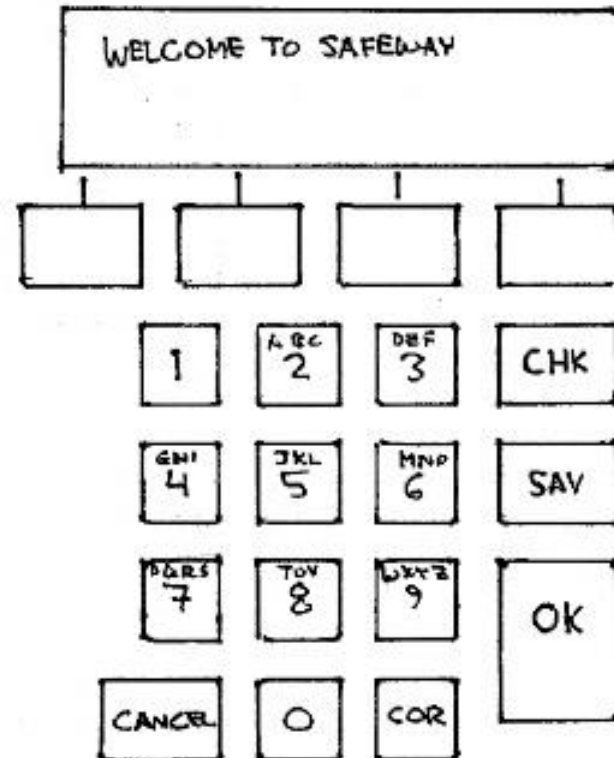 WELCOME TO SAFEWAY
1 ABC DEF CHK
2 3
GHI JKL MNO SAV
4 5 6
PQRS TUV WXYZ
7 8 9 OK
CANCEL 0 COR